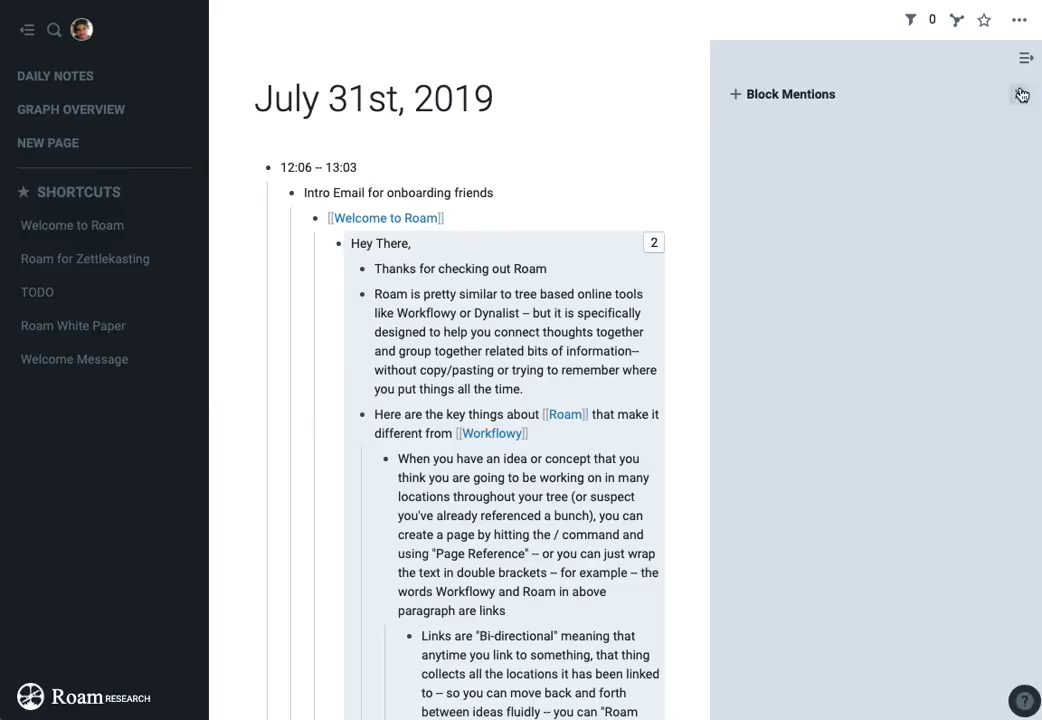 0
DAILY NOTES
GRAPH OVERVIEW
NEW PAGE
SHORTCUTS
Welcome to Roam
Roam for Zettlekasting
TODO
Roam White Paper
Welcome Message
Roam RESEARCH
July 31st, 2019
12:06 – 13:03
Intro Email for onboarding friends
[[Welcome to Roam]]
Hey There,
2
Thanks for checking out Roam
Roam is pretty similar to tree based online tools
like Workflowy or Dynalist – but it is specifically
designed to help you connect thoughts together
and group together related bits of information--
without copy/pasting or trying to remember where
you put things all the time.
Here are the key things about [[Roam]] that make it
different from [[Workflowy]]
When you have an idea or concept that you
think you are going to be working on in many
locations throughout your tree (or suspect
you've already referenced a bunch), you can
create a page by hitting the / command and
using "Page Reference" – or you can just wrap
the text in double brackets – for example – the
words Workflowy and Roam in above
paragraph are links
Links are "Bi-directional" meaning that
anytime you link to something, that thing
collects all the locations it has been linked
to – so you can move back and forth
between ideas fluidly – you can "Roam
+ Block Mentions
?